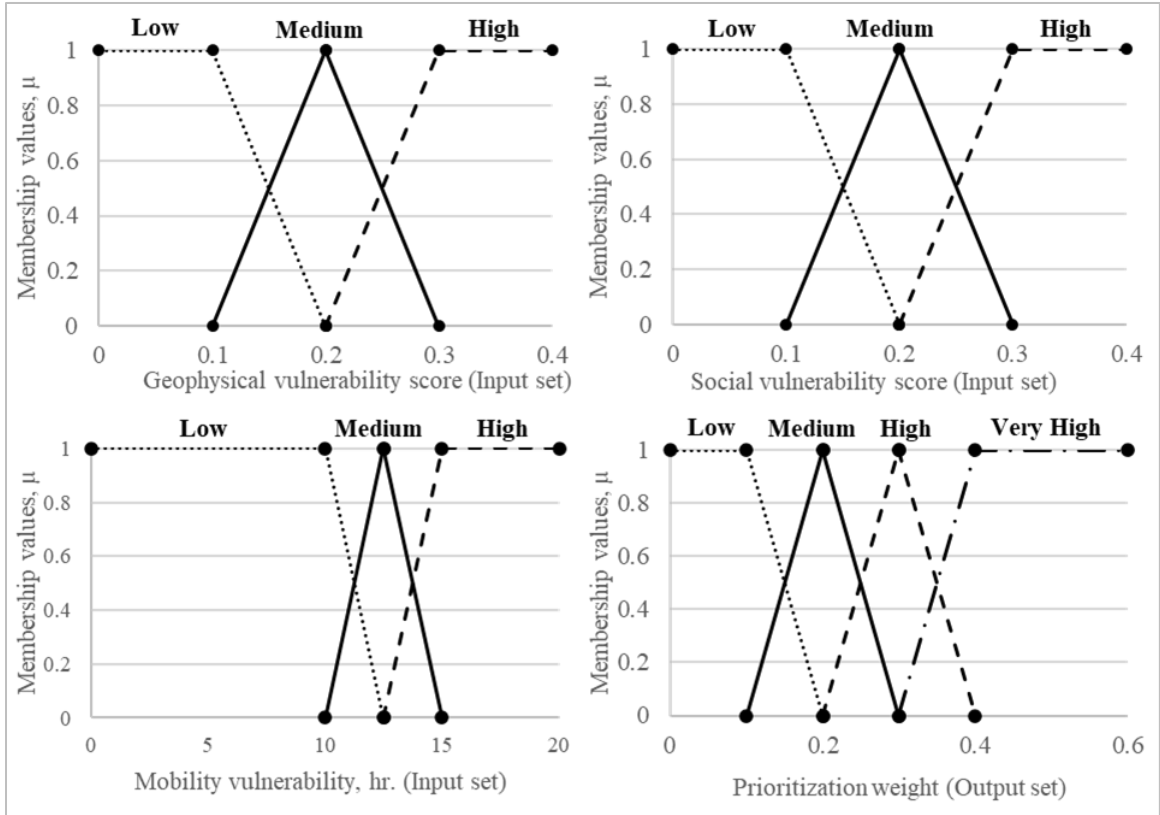 Low Medium High
1
0.8
0.6
0.4
0.2
0
0 0.1 0.2 0.3 0.4
Membership values, μ
Geophysical vulnerability score (Input set)
Low Medium High
1
0.8
0.6
0.4
0.2
0
0 0.1 0.2 0.3 0.4
Membership values, μ
Social vulnerability score (Input set)
Low Medium High
1
0.8
0.6
0.4
0.2
0
0 5 10 15 20
Membership values, μ
Mobility vulnerability, hr. (Input set)
Low Medium High Very High
1
0.8
0.6
0.4
0.2
0
0 0.2 0.4 0.6
Membership values, μ
Prioritization weight (Output set)